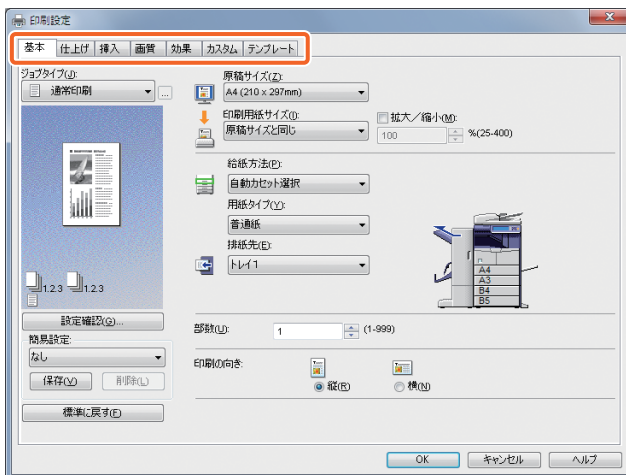 印刷設定
基本 仕上げ 挿入 画質 効果 カスタム テンプレート
ジョブタイプ(J):
通常印刷
...
1.2.3 1.2.3
設定確認(G)...
簡易設定:
なし
保存(V) 削除(L)
標準に戻す(F)
原稿サイズ(Z):
A4 (210 x 297mm)
印刷用紙サイズ(I):
原稿サイズと同じ
拡大/縮小(M):
100 %(25-400)
給紙方法(P):
自動カセット選択
用紙タイプ(Y):
普通紙
排紙先(E):
トレイ1
A4
A3
B4
B5
部数(U): 1 (1-999)
印刷の向き:
縦(R) 横(N)
OK キャンセル ヘルプ